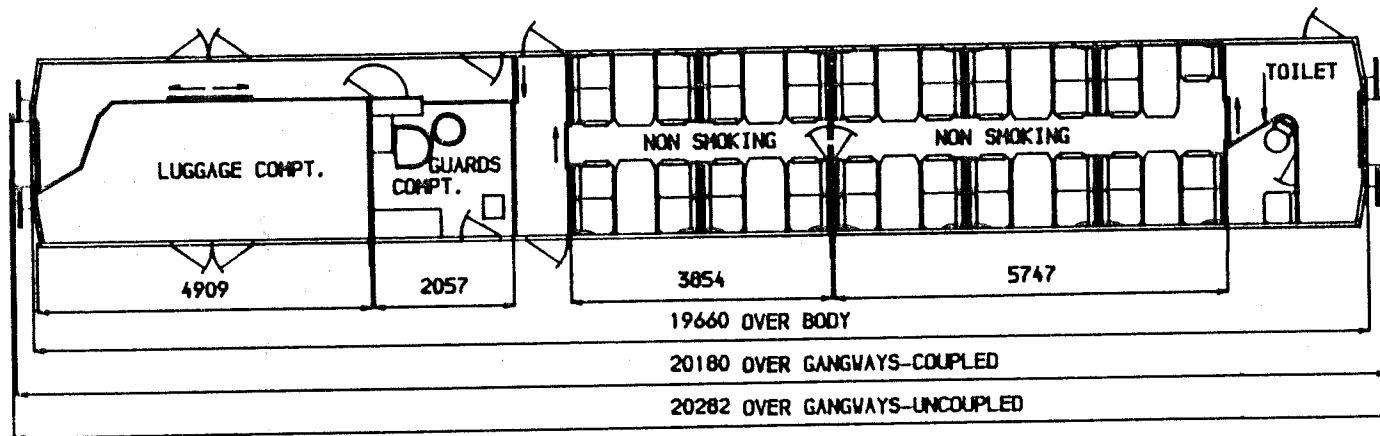 TOILET
NON SMOKING
NON SMOKING
LUGGAGE COMPT.
GUARDS
COMPT.
4909
2057
3854
5747
19660 OVER BODY
20180 OVER GANGWAYS-COUPLED
20282 OVER GANGWAYS-UNCOUPLED